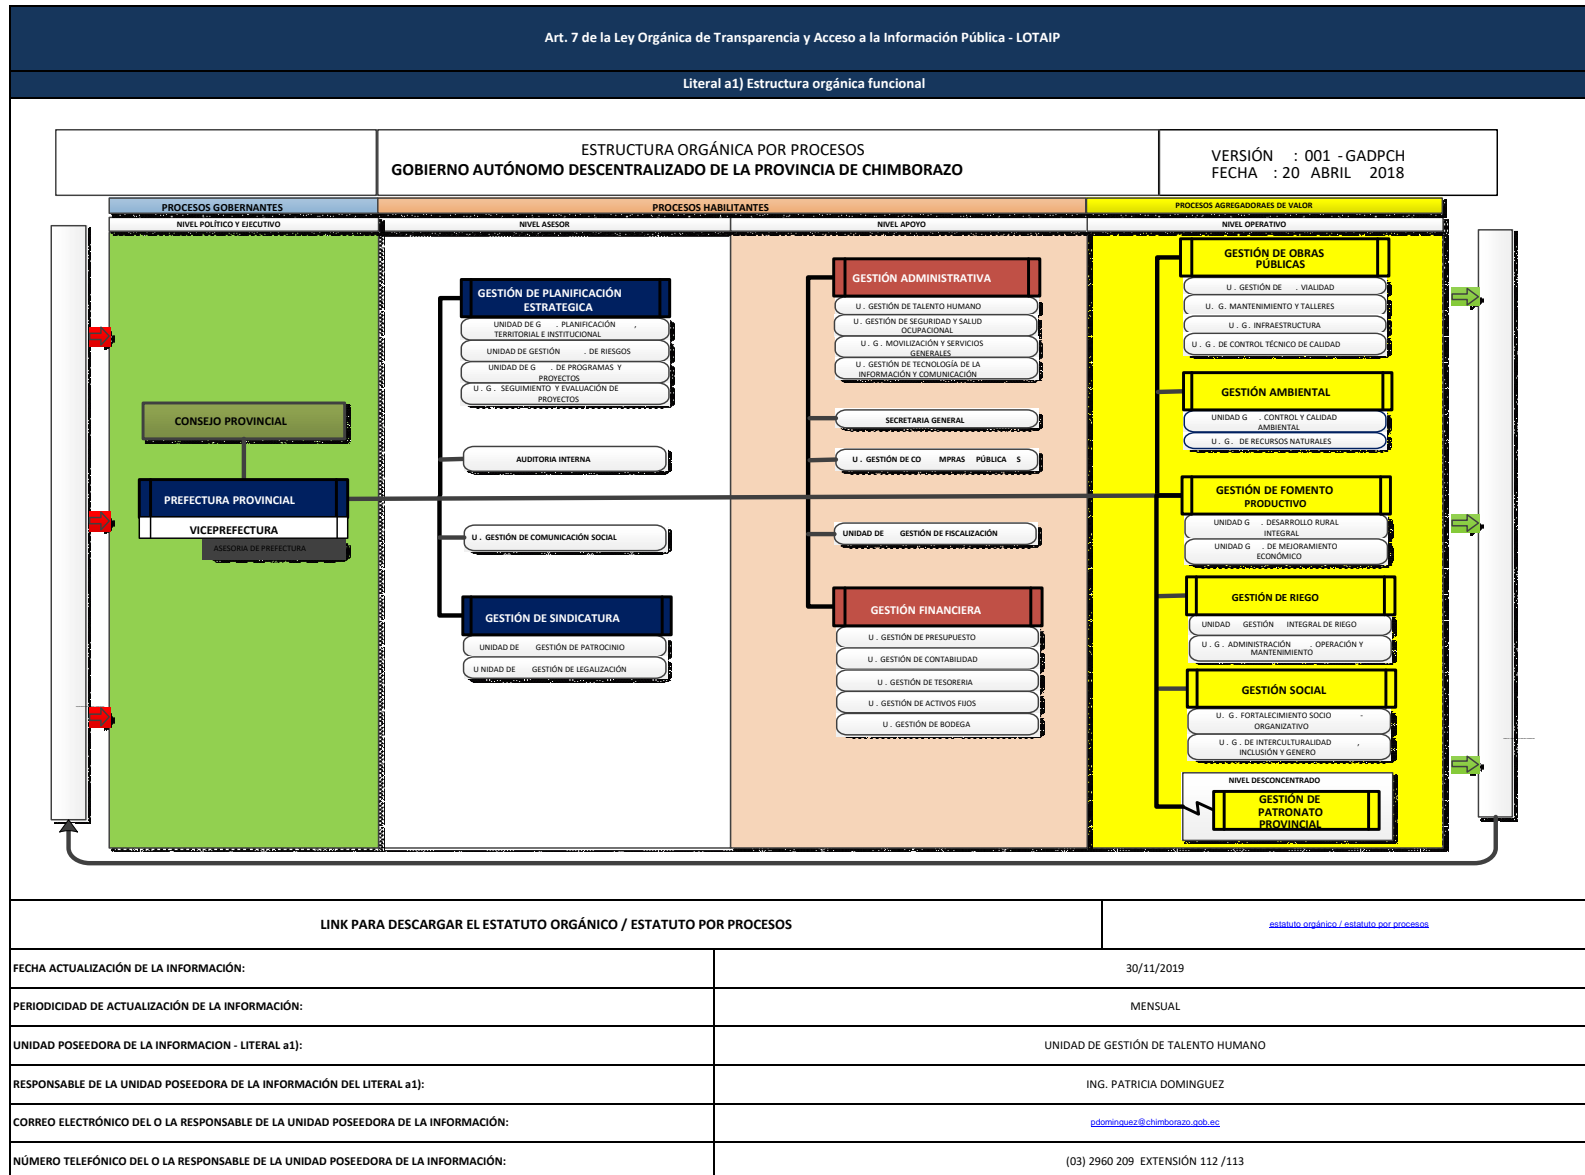 Art. 7 de la Ley Orgánica de Transparencia y Acceso a la Información Pública - LOTAIP
Literal a1) Estructura orgánica funcional
ESTRUCTURA ORGÁNICA POR PROCESOS
GOBIERNO AUTÓNOMO DESCENTRALIZADO DE LA PROVINCIA DE CHIMBORAZO
VERSIÓN : 001 - GADPCH
FECHA : 20 ABRIL 2018
PROCESOS GOBERNANTES
PROCESOS HABILITANTES
PROCESOS AGREGADORAES DE VALOR
NIVEL POLÍTICO Y EJECUTIVO
NIVEL ASESOR
NIVEL APOYO
NIVEL OPERATIVO
CONSEJO PROVINCIAL
PREFECTURA PROVINCIAL
VICEPREFECTURA
ASESORIA DE PREFECTURA
GESTIÓN DE PLANIFICACIÓN
ESTRATEGICA
UNIDAD DE G . PLANIFICACIÓN ,
TERRITORIAL E INSTITUCIONAL
UNIDAD DE GESTIÓN . DE RIESGOS
UNIDAD DE G . DE PROGRAMAS Y
PROYECTOS
U . G . SEGUIMIENTO Y EVALUACIÓN DE
PROYECTOS
AUDITORIA INTERNA
U . GESTIÓN DE COMUNICACIÓN SOCIAL
GESTIÓN DE SINDICATURA
UNIDAD DE GESTIÓN DE PATROCINIO
U NIDAD DE GESTIÓN DE LEGALIZACIÓN
GESTIÓN ADMINISTRATIVA
U . GESTIÓN DE TALENTO HUMANO
U . GESTIÓN DE SEGURIDAD Y SALUD
OCUPACIONAL
U . G . MOVILIZACIÓN Y SERVICIOS
GENERALES
U . GESTIÓN DE TECNOLOGÍA DE LA
INFORMACIÓN Y COMUNICACIÓN
SECRETARIA GENERAL
U . GESTIÓN DE CO MPRAS PÚBLICA S
UNIDAD DE GESTIÓN DE FISCALIZACIÓN
GESTIÓN FINANCIERA
U . GESTIÓN DE PRESUPUESTO
U . GESTIÓN DE CONTABILIDAD
U . GESTIÓN DE TESORERIA
U . GESTIÓN DE ACTIVOS FIJOS
U . GESTIÓN DE BODEGA
GESTIÓN DE OBRAS
PÚBLICAS
U . GESTIÓN DE . VIALIDAD
U. G. MANTENIMIENTO Y TALLERES
U . G . INFRAESTRUCTURA
U . G . DE CONTROL TÉCNICO DE CALIDAD
GESTIÓN AMBIENTAL
UNIDAD G . CONTROL Y CALIDAD
AMBIENTAL
U . G . DE RECURSOS NATURALES
GESTIÓN DE FOMENTO
PRODUCTIVO
UNIDAD G . DESARROLLO RURAL
INTEGRAL
UNIDAD G . DE MEJORAMIENTO
ECONÓMICO
GESTIÓN DE RIEGO
UNIDAD GESTIÓN INTEGRAL DE RIEGO
U . G . ADMINISTRACIÓN . OPERACIÓN Y
MANTENIMIENTO
GESTIÓN SOCIAL
U. G. FORTALECIMIENTO SOCIO -
ORGANIZATIVO
U . G . DE INTERCULTURALIDAD ,
INCLUSIÓN Y GENERO
NIVEL DESCONCENTRADO
GESTIÓN DE
PATRONATO
PROVINCIAL
LINK PARA DESCARGAR EL ESTATUTO ORGÁNICO / ESTATUTO POR PROCESOS
estatuto orgánico / estatuto por procesos
FECHA ACTUALIZACIÓN DE LA INFORMACIÓN:
30/11/2019
PERIODICIDAD DE ACTUALIZACIÓN DE LA INFORMACIÓN:
MENSUAL
UNIDAD POSEEDORA DE LA INFORMACION - LITERAL a1):
UNIDAD DE GESTIÓN DE TALENTO HUMANO
RESPONSABLE DE LA UNIDAD POSEEDORA DE LA INFORMACIÓN DEL LITERAL a1):
ING. PATRICIA DOMINGUEZ
CORREO ELECTRÓNICO DEL O LA RESPONSABLE DE LA UNIDAD POSEEDORA DE LA INFORMACIÓN:
pdominguez@chimborazo.gob.ec
NÚMERO TELEFÓNICO DEL O LA RESPONSABLE DE LA UNIDAD POSEEDORA DE LA INFORMACIÓN:
(03) 2960 209 EXTENSIÓN 112 /113